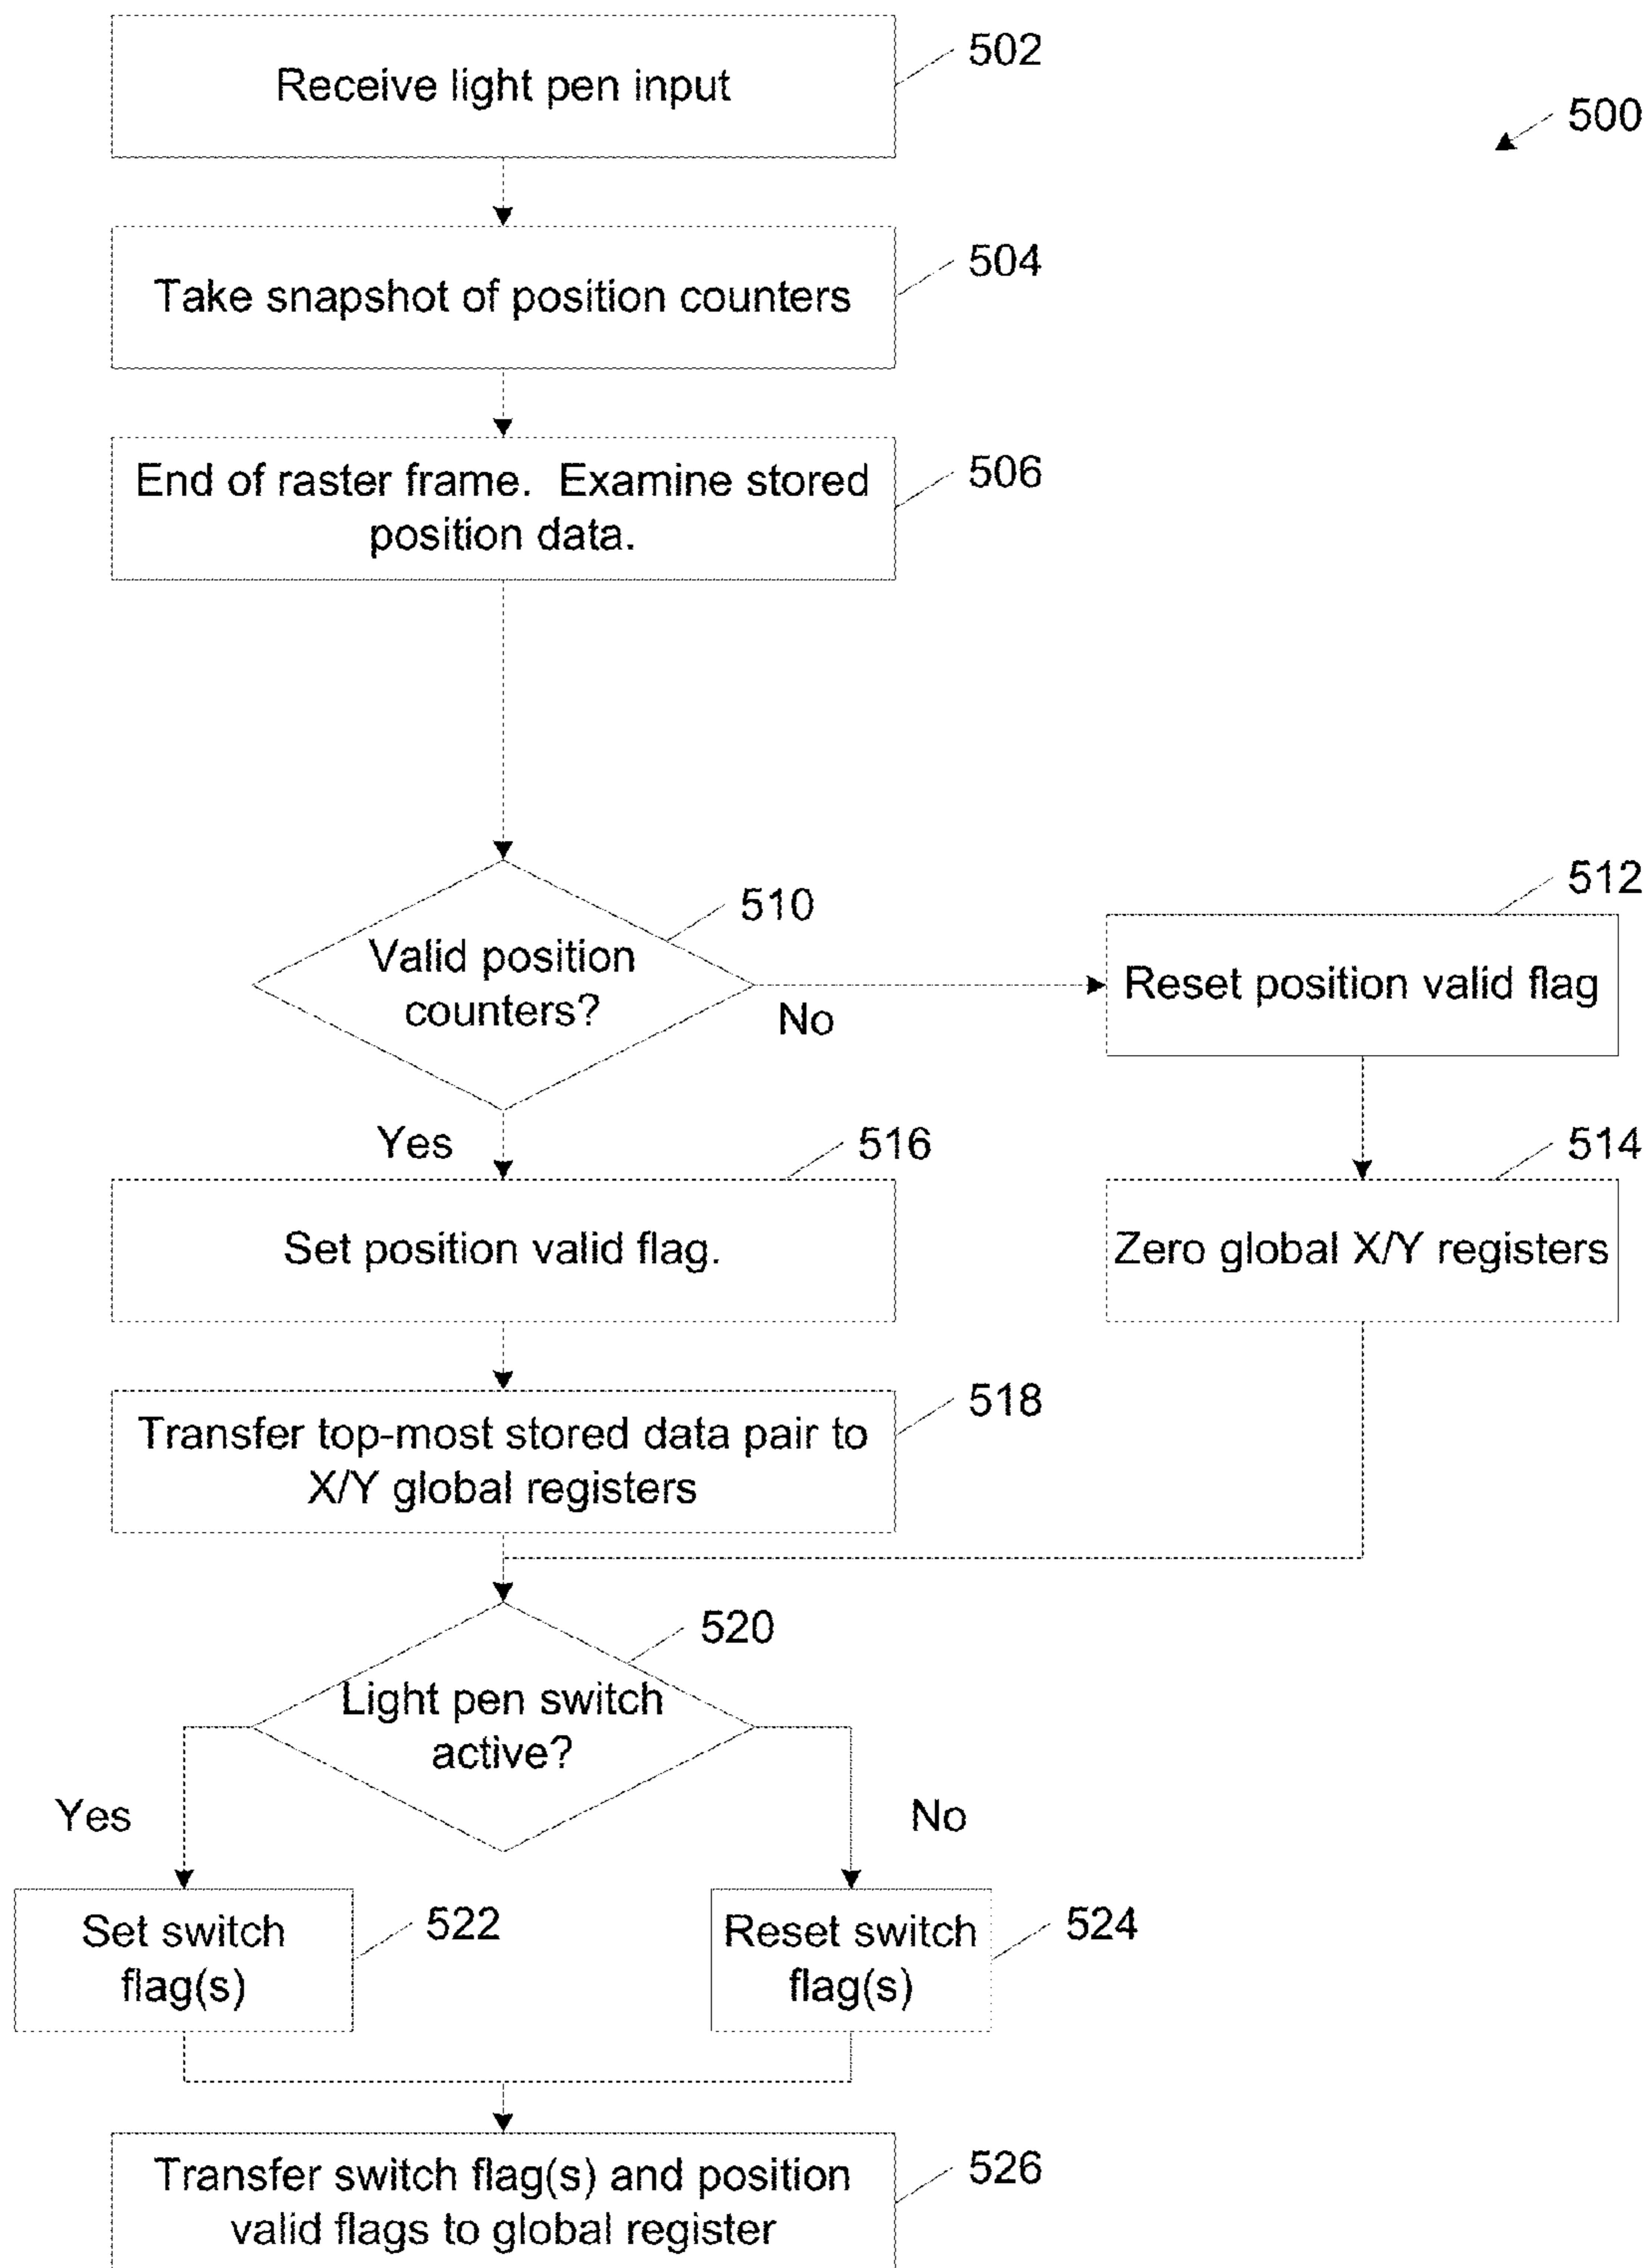 Receive light pen input
502
500
Take snapshot of position counters
504
End of raster frame. Examine stored
position data.
506
Valid position
counters?
510
No
Yes
512
Reset position valid flag
514
Zero global X/Y registers
516
Set position valid flag.
518
Transfer top-most stored data pair to
X/Y global registers
520
Light pen switch
active?
Yes
No
Set switch
flag(s)
522
Reset switch
flag(s)
524
Transfer switch flag(s) and position
valid flags to global register
526